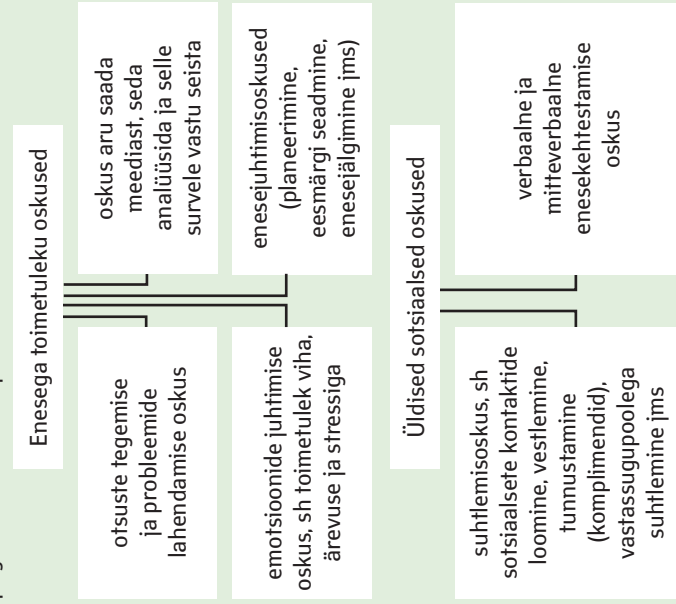 Enesega toimetuleku oskused
otsuste tegemise
ja probleemide
lahendamise oskus
oskus aru saada
meediast, seda
analüüsida ja selle
survele vastu seista
emotsioonide juhtimise
oskus, sh toimetulek viha,
ärevuse ja stressiga
enesejuhtimisoskused
(planeerimine,
eesmärgi seadmine,
enesejälgimine jms)
Üldised sotsiaalsed oskused
suhtlemisoskus, sh
sotsiaalsete kontaktide
loomine, vestlemine,
tunnustamine
(komplimendid),
vastassugupoolega
suhtlemine jms
verbaalne ja
mitteverbaalne
enesekehtestamise
oskus